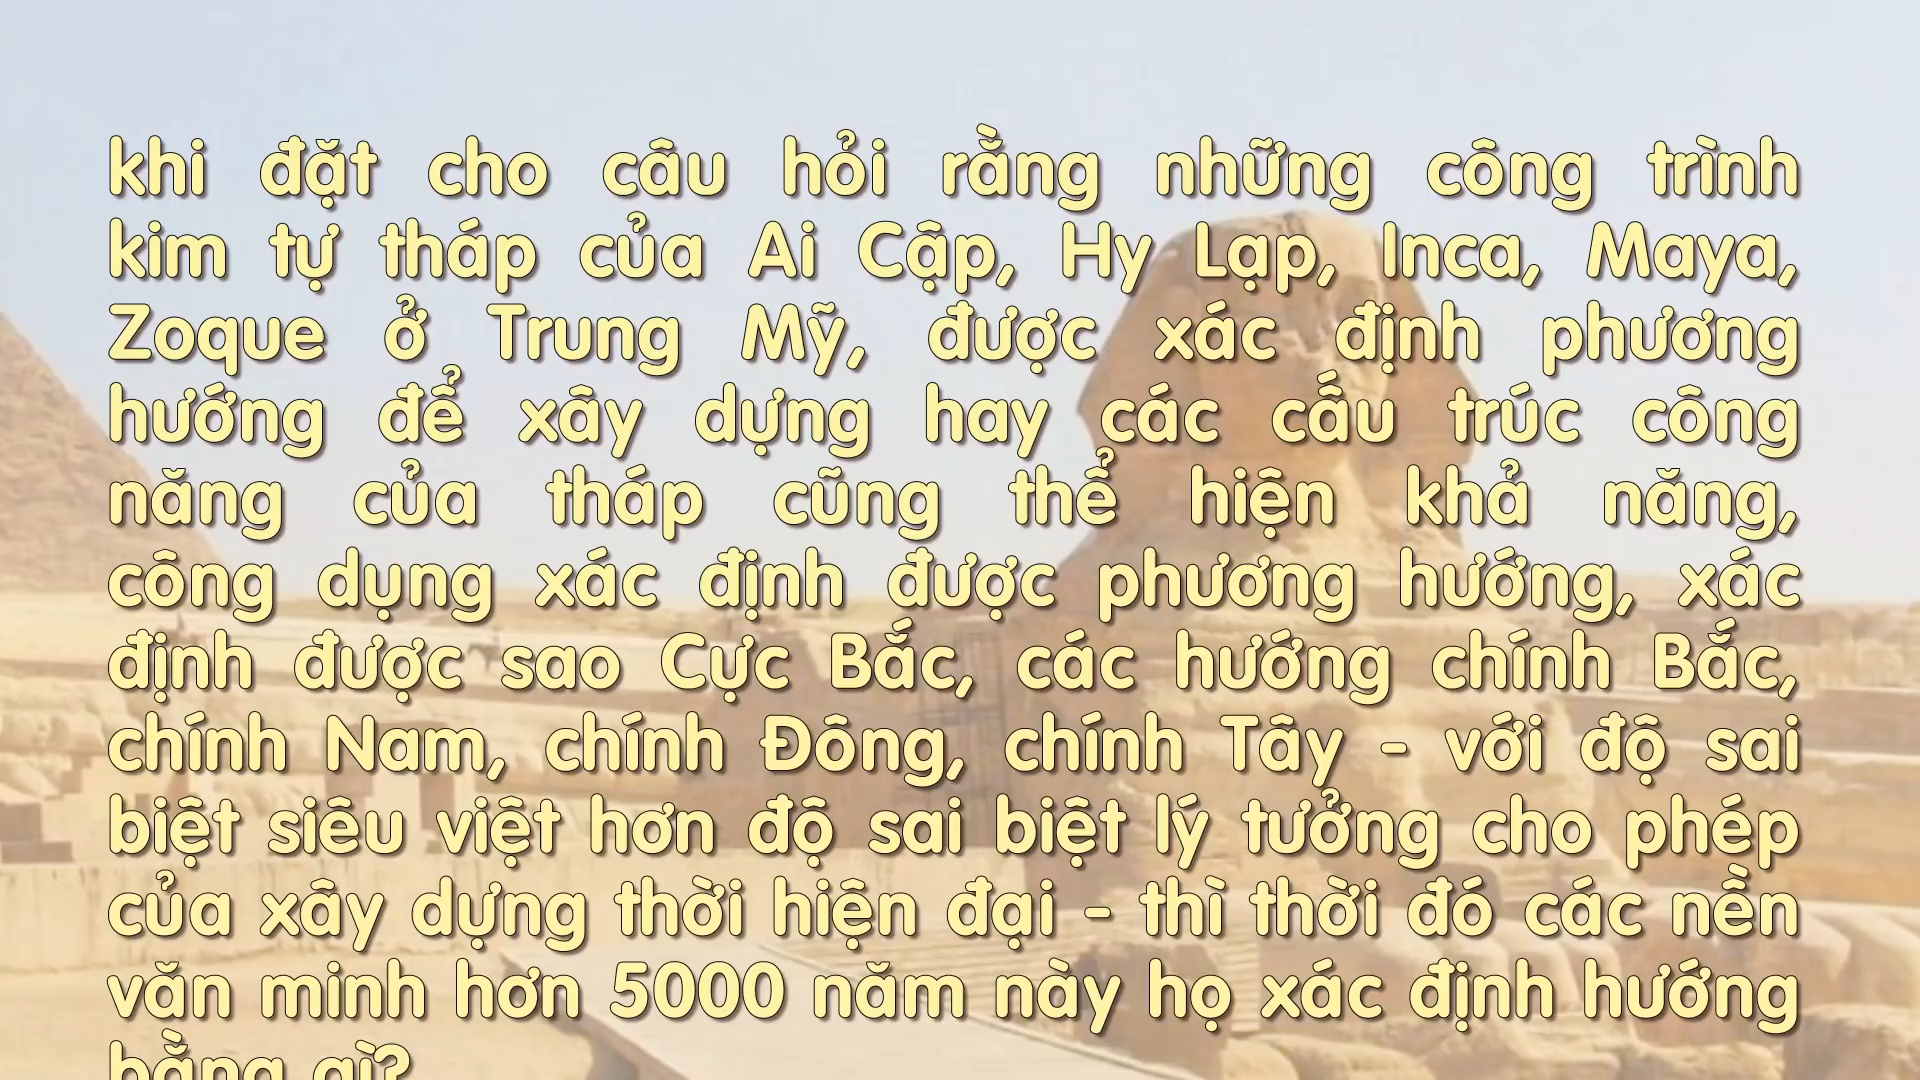 khi đặt cho câu hỏi rằng những công trình
kim tự tháp của Ai Cập, Hy Lạp, Inca, Maya,
Zoque ở Trung Mỹ, được xác định phương
hướng để xây dựng hay các cấu trúc công
năng của tháp cũng thể hiện khả năng,
công dụng xác định được phương hướng, xác
định được sao Cực Bắc, các hướng chính Bắc,
chính Nam, chính Đông, chính Tây - với độ sai
biệt siêu việt hơn độ sai biệt lý tưởng cho phép
của xây dựng thời hiện đại - thì thời đó các nền
văn minh hơn 5000 năm này họ xác định hướng
bằng gì?